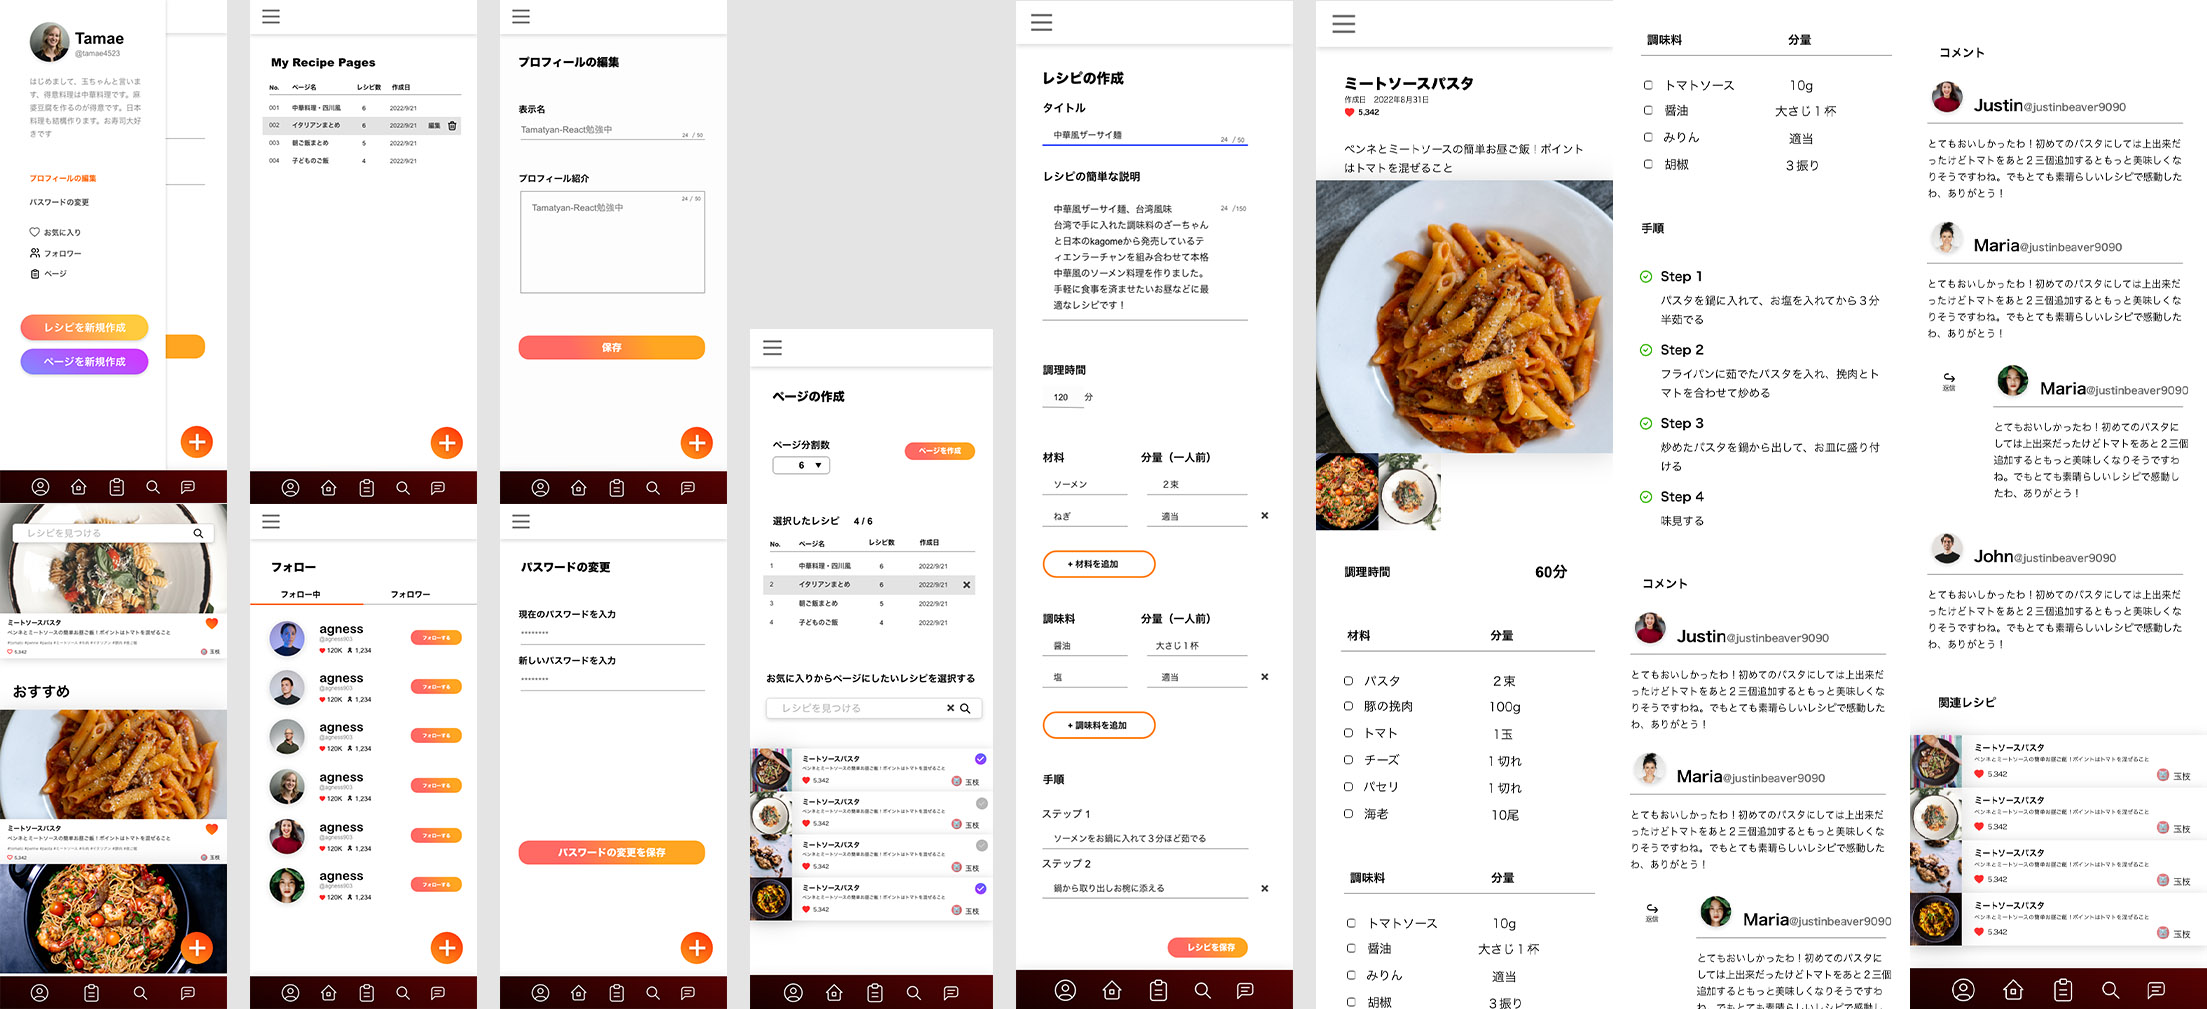 Tamae
@tamae4523
はじめまして、玉ちゃんと言いま
す、得意料理は中華料理です。麻
婆豆腐を作るのが得意です。日本
料理も結構作ります。お寿司大好
きです
プロフィールの編集
パスワードの変更
お気に入り
フォロワー
ページ
レシピを新規作成
ページを新規作成
レシピを見つける
ミートソースパスタ
ペンネとミートソースの簡単お昼ご飯！ポイントはトマトを混ぜること
5,342
玉枝
おすすめ
ミートソースパスタ
ペンネとミートソースの簡単お昼ご飯！ポイントはトマトを混ぜること
5,342
玉枝
My Recipe Pages
No. ページ名 レシピ数 作成日
001 中華料理・四川風 6 2022/9/21
002 イタリアンまとめ 6 2022/9/21 編集
003 朝ご飯まとめ 5 2022/9/21
004 子どものご飯 4 2022/9/21
フォロー
フォロー中 フォロワー
agness
@agness903
120K 1,234
フォローする
agness
@agness903
120K 1,234
フォローする
agness
@agness903
120K 1,234
フォローする
agness
@agness903
120K 1,234
フォローする
agness
@agness903
120K 1,234
フォローする
agness
@agness903
120K 1,234
フォローする
プロフィールの編集
表示名
Tamatyan-React勉強中
24 / 50
プロフィール紹介
24 / 50
Tamatyan-React勉強中
保存
パスワードの変更
現在のパスワードを入力
********
新しいパスワードを入力
********
パスワードの変更を保存
ページの作成
ページ分割数
6
ページを作成
選択したレシピ 4 / 6
No. ページ名 レシピ数 作成日
1 中華料理・四川風 6 2022/9/21
2 イタリアンまとめ 6 2022/9/21
3 朝ご飯まとめ 5 2022/9/21
4 子どものご飯 4 2022/9/21
お気に入りからページにしたいレシピを選択する
レシピを見つける
ミートソースパスタ
ペンネとミートソースの簡単お昼ご飯！ポイントはトマトを混ぜること
5,342 玉枝
ミートソースパスタ
ペンネとミートソースの簡単お昼ご飯！ポイントはトマトを混ぜること
5,342 玉枝
ミートソースパスタ
ペンネとミートソースの簡単お昼ご飯！ポイントはトマトを混ぜること
5,342 玉枝
ミートソースパスタ
ペンネとミートソースの簡単お昼ご飯！ポイントはトマトを混ぜること
5,342 玉枝
レシピの作成
タイトル
中華風ザーサイ麺
24 / 50
レシピの簡単な説明
中華風ザーサイ麺、台湾風味
24 /150
台湾で手に入れた調味料のざーちゃん
と日本のkagomeから発売しているテ
ィエンラーチャンを組み合わせて本格
中華風のソーメン料理を作りました。
手軽に食事を済ませたいお昼などに最
適なレシピです！
調理時間
120 分
材料 分量（一人前）
ソーメン ２束
ねぎ 適当
+ 材料を追加
調味料 分量（一人前）
醤油 大さじ１杯
塩 適当
+ 調味料を追加
手順
ステップ 1
ソーメンをお鍋に入れて３分ほど茹でる
ステップ 2
鍋から取り出しお椀に添える
レシピを保存
ミートソースパスタ
作成日 2022年8月31日
5,342
ペンネとミートソースの簡単お昼ご飯！ポイント
はトマトを混ぜること
調理時間 60分
材料 分量
パスタ ２束
豚の挽肉 100g
トマト １玉
チーズ １切れ
パセリ １切れ
海老 10尾
調味料 分量
トマトソース 10g
醤油 大さじ１杯
みりん 適当
胡椒 ３振り
調味料 分量
トマトソース 10g
醤油 大さじ１杯
みりん 適当
胡椒 ３振り
手順
Step 1
パスタを鍋に入れて、お塩を入れてから３分
半茹でる
Step 2
フライパンに茹でたパスタを入れ、挽肉とト
マトを合わせて炒める
Step 3
炒めたパスタを鍋から出して、お皿に盛り付
ける
Step 4
味見する
コメント
Justin@justinbeaver9090
とてもおいしかったわ！初めてのパスタにしては上出来だ
ったけどトマトをあと２三個追加するともっと美味しくな
りそうですわね。でもとても素晴らしいレシピで感動した
わ、ありがとう！
Maria@justinbeaver9090
とてもおいしかったわ！初めてのパスタにしては上出来だ
ったけどトマトをあと２三個追加するともっと美味しくな
りそうですわね。でもとても素晴らしいレシピで感動した
わ、ありがとう！
返信
Maria@justinbeaver9090
とてもおいしかったわ！初めてのパスタに
しては上出来だったけどトマトをあと２三個
追加するともっと美味しくなりそうですわ
ね。でもとても素晴らしいレシピで感動し
コメント
Justin@justinbeaver9090
とてもおいしかったわ！初めてのパスタにしては上出来だ
ったけどトマトをあと２三個追加するともっと美味しくな
りそうですわね。でもとても素晴らしいレシピで感動した
わ、ありがとう！
Maria@justinbeaver9090
とてもおいしかったわ！初めてのパスタにしては上出来だ
ったけどトマトをあと２三個追加するともっと美味しくな
りそうですわね。でもとても素晴らしいレシピで感動した
わ、ありがとう！
返信
Maria@justinbeaver9090
とてもおいしかったわ！初めてのパスタに
しては上出来だったけどトマトをあと２三個
追加するともっと美味しくなりそうですわ
ね。でもとても素晴らしいレシピで感動し
たわ、ありがとう！
John@justinbeaver9090
とてもおいしかったわ！初めてのパスタにしては上出来だ
ったけどトマトをあと２三個追加するともっと美味しくな
りそうですわね。でもとても素晴らしいレシピで感動した
わ、ありがとう！
関連レシピ
ミートソースパスタ
ペンネとミートソースの簡単お昼ご飯！ポイントはトマトを混ぜること
5,342 玉枝
ミートソースパスタ
ペンネとミートソースの簡単お昼ご飯！ポイントはトマトを混ぜること
5,342 玉枝
ミートソースパスタ
ペンネとミートソースの簡単お昼ご飯！ポイントはトマトを混ぜること
5,342 玉枝
ミートソースパスタ
ペンネとミートソースの簡単お昼ご飯！ポイントはトマトを混ぜること
5,342 玉枝